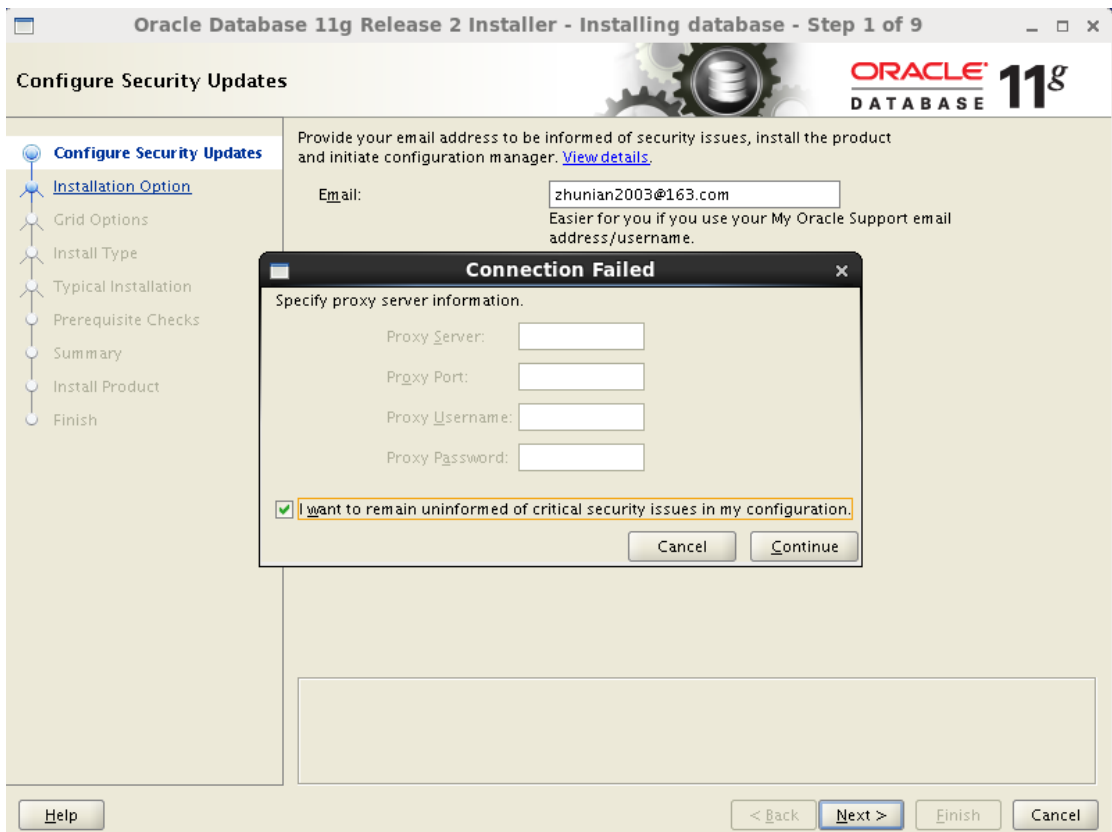 Oracle Database 11g Release 2 Installer - Installing database - Step 1 of 9
Configure Security Updates
ORACLE
DATABASE
11g
Configure Security Updates
Installation Option
Grid Options
Install Type
Typical Installation
Prerequisite Checks
Summary
Install Product
Finish
Provide your email address to be informed of security issues, install the product
and initiate configuration manager. View details.
Email:
zhunian2003@163.com
Easier for you if you use your My Oracle Support email
address/username.
Connection Failed
Specify proxy server information.
Proxy Server:
Proxy Port:
Proxy Username:
Proxy Password:
I want to remain uninformed of critical security issues in my configuration.
Cancel
Continue
Help
< Back
Next >
Finish
Cancel